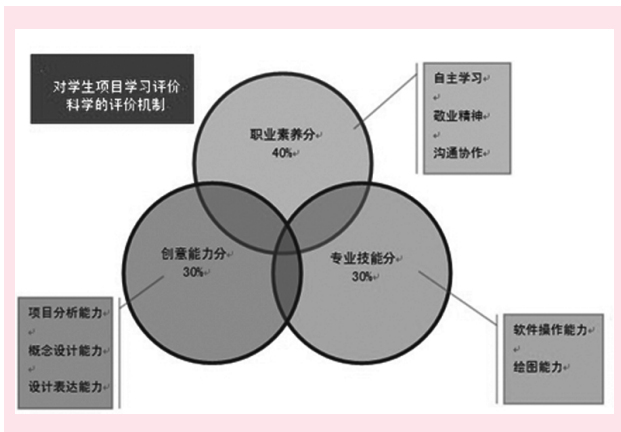 对学生项目学习评价
科学的评价机制
职业素养分
40%
自主学习
敬业精神
沟通协作
创意能力分
30%
专业技能分
30%
项目分析能力
概念设计能力
设计表达能力
软件操作能力
绘图能力